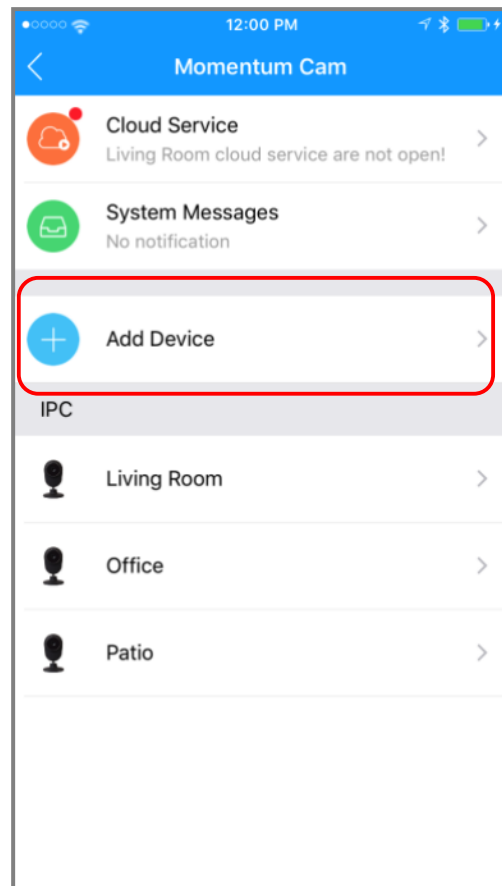 12:00 PM
Momentum Cam
Cloud Service
Living Room cloud service are not open!
System Messages
No notification
Add Device
IPC
Living Room
Office
Patio